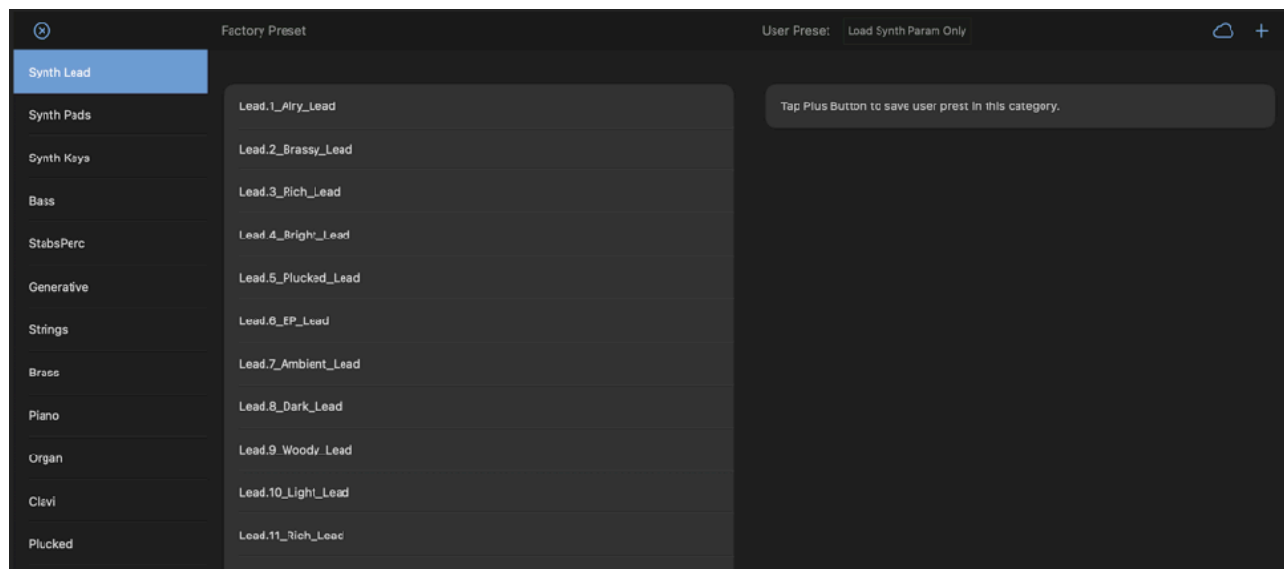 Factory Preset
User Preset
Load Synth Param Only
Synth Lead
Synth Pads
Synth Keys
Bass
StabsPerc
Generative
Strings
Brass
Piano
Organ
Clavi
Plucked
Lead.1_Airy_Lead
Lead.2_Brassy_Lead
Lead.3_Rich_Lead
Lead.4_Bright_Lead
Lead.5_Plucked_Lead
Lead.6_EP_Lead
Lead.7_Ambient_Lead
Lead.8_Dark_Lead
Lead.9_Woody_Lead
Lead.10_Light_Lead
Lead.11_Rich_Lead
Tap Plus Button to save user prest in this category.